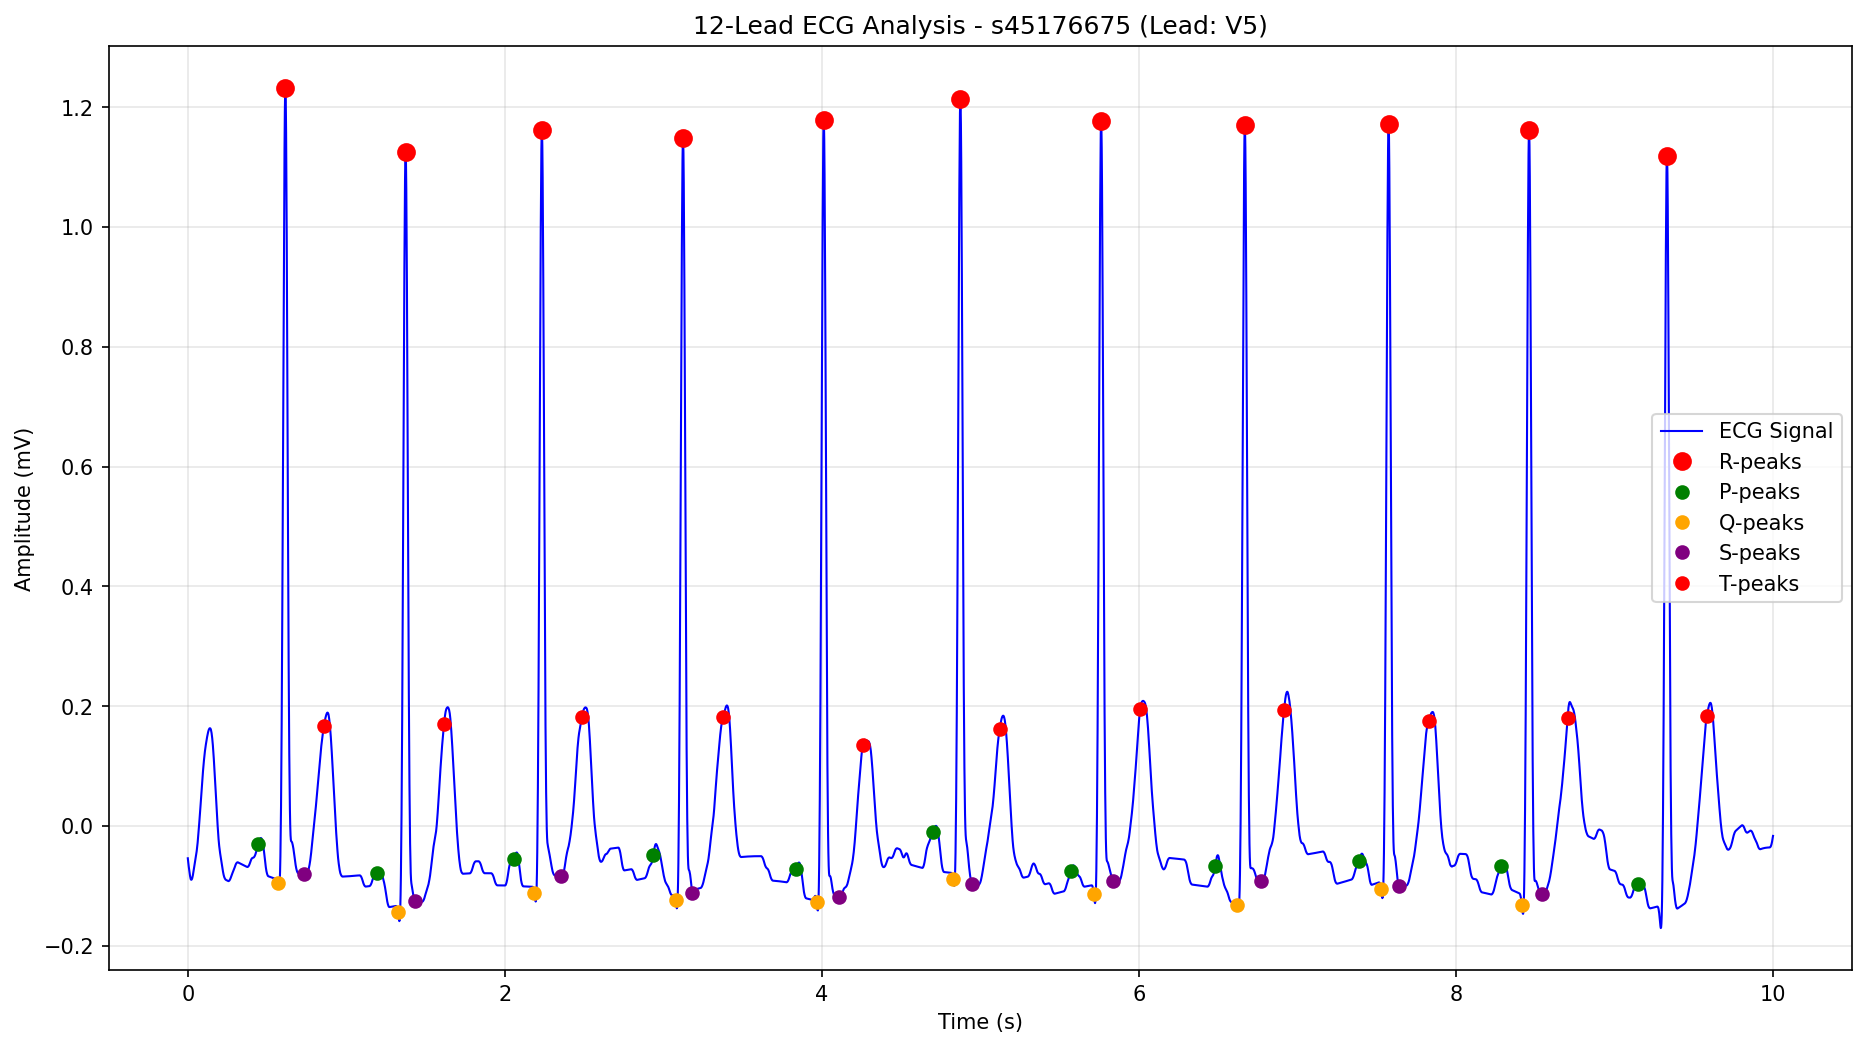 12-Lead ECG Analysis - s45176675 (Lead: V5)
Amplitude (mV)
1.2
1.0
0.8
0.6
0.4
0.2
0.0
−0.2
ECG Signal
R-peaks
P-peaks
Q-peaks
S-peaks
T-peaks
0 2 4 6 8 10
Time (s)